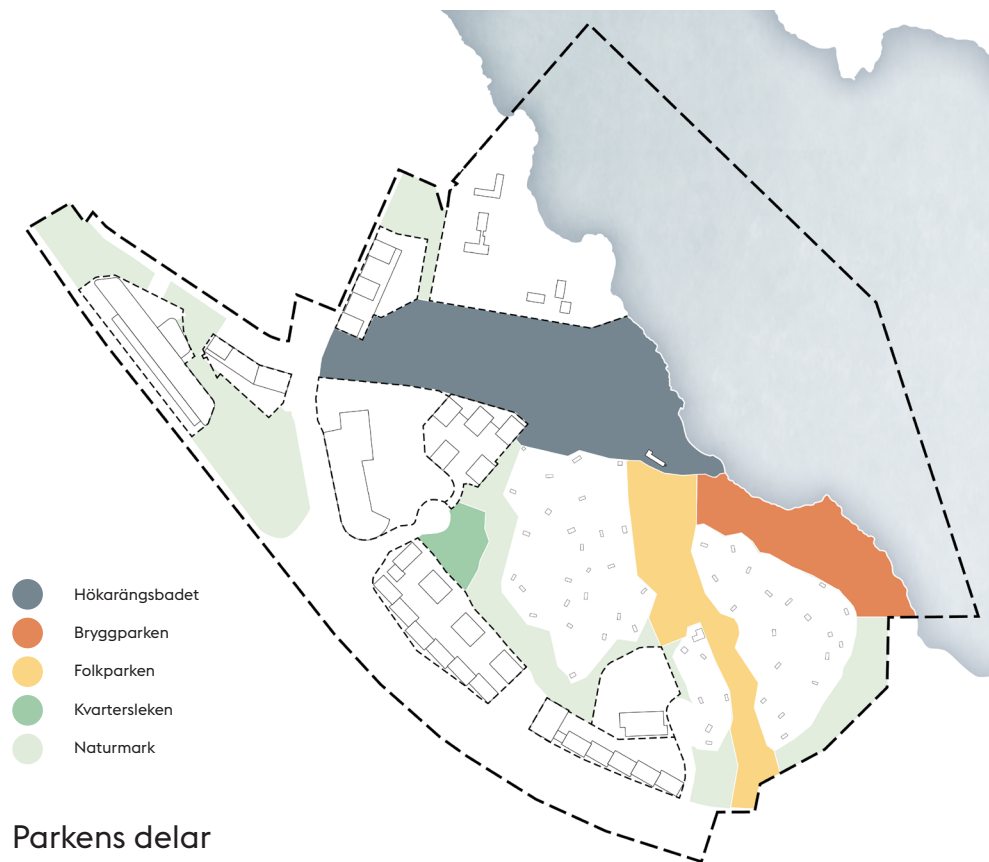 Hökarängsbadet
Bryggparken
Folkparken
Kvartersleken
Naturmark
Parkens delar